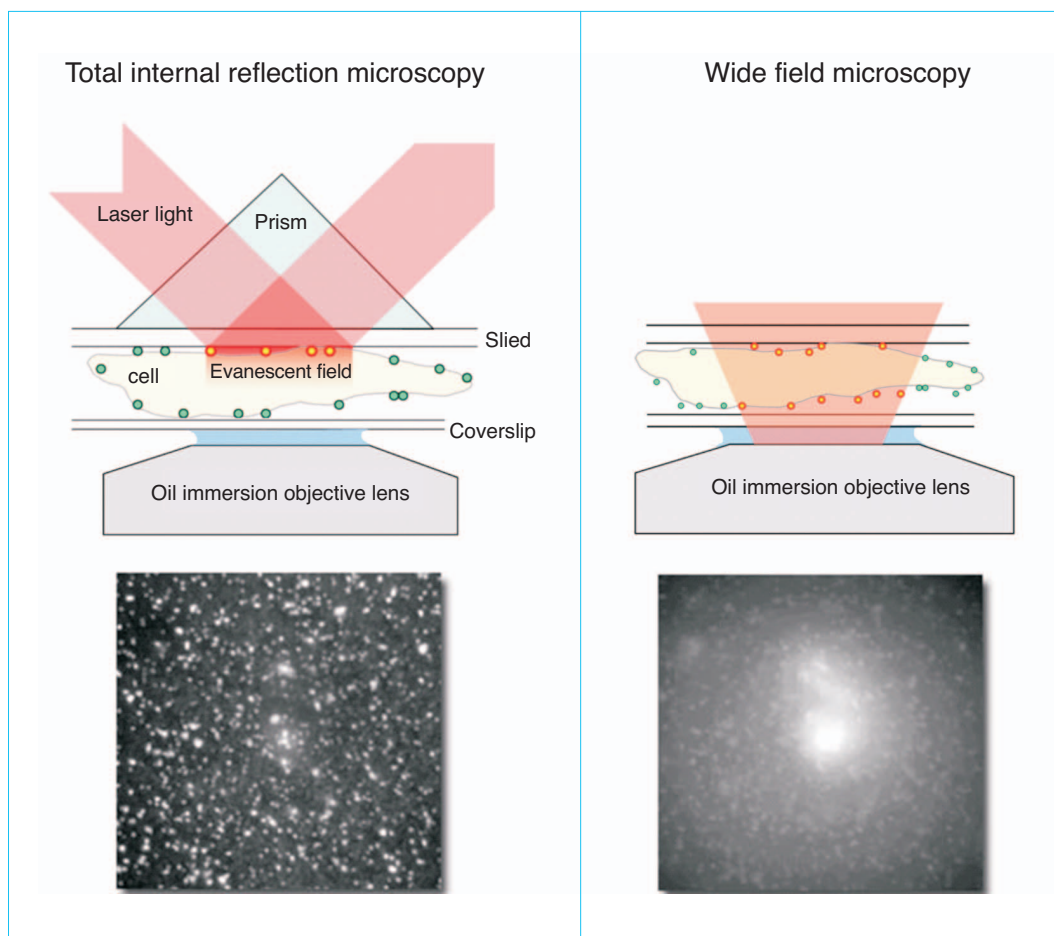 Total internal reflection microscopy
Laser light
Prism
Slied
cell
Evanescent field
Coverslip
Oil immersion objective lens
Wide field microscopy
Oil immersion objective lens